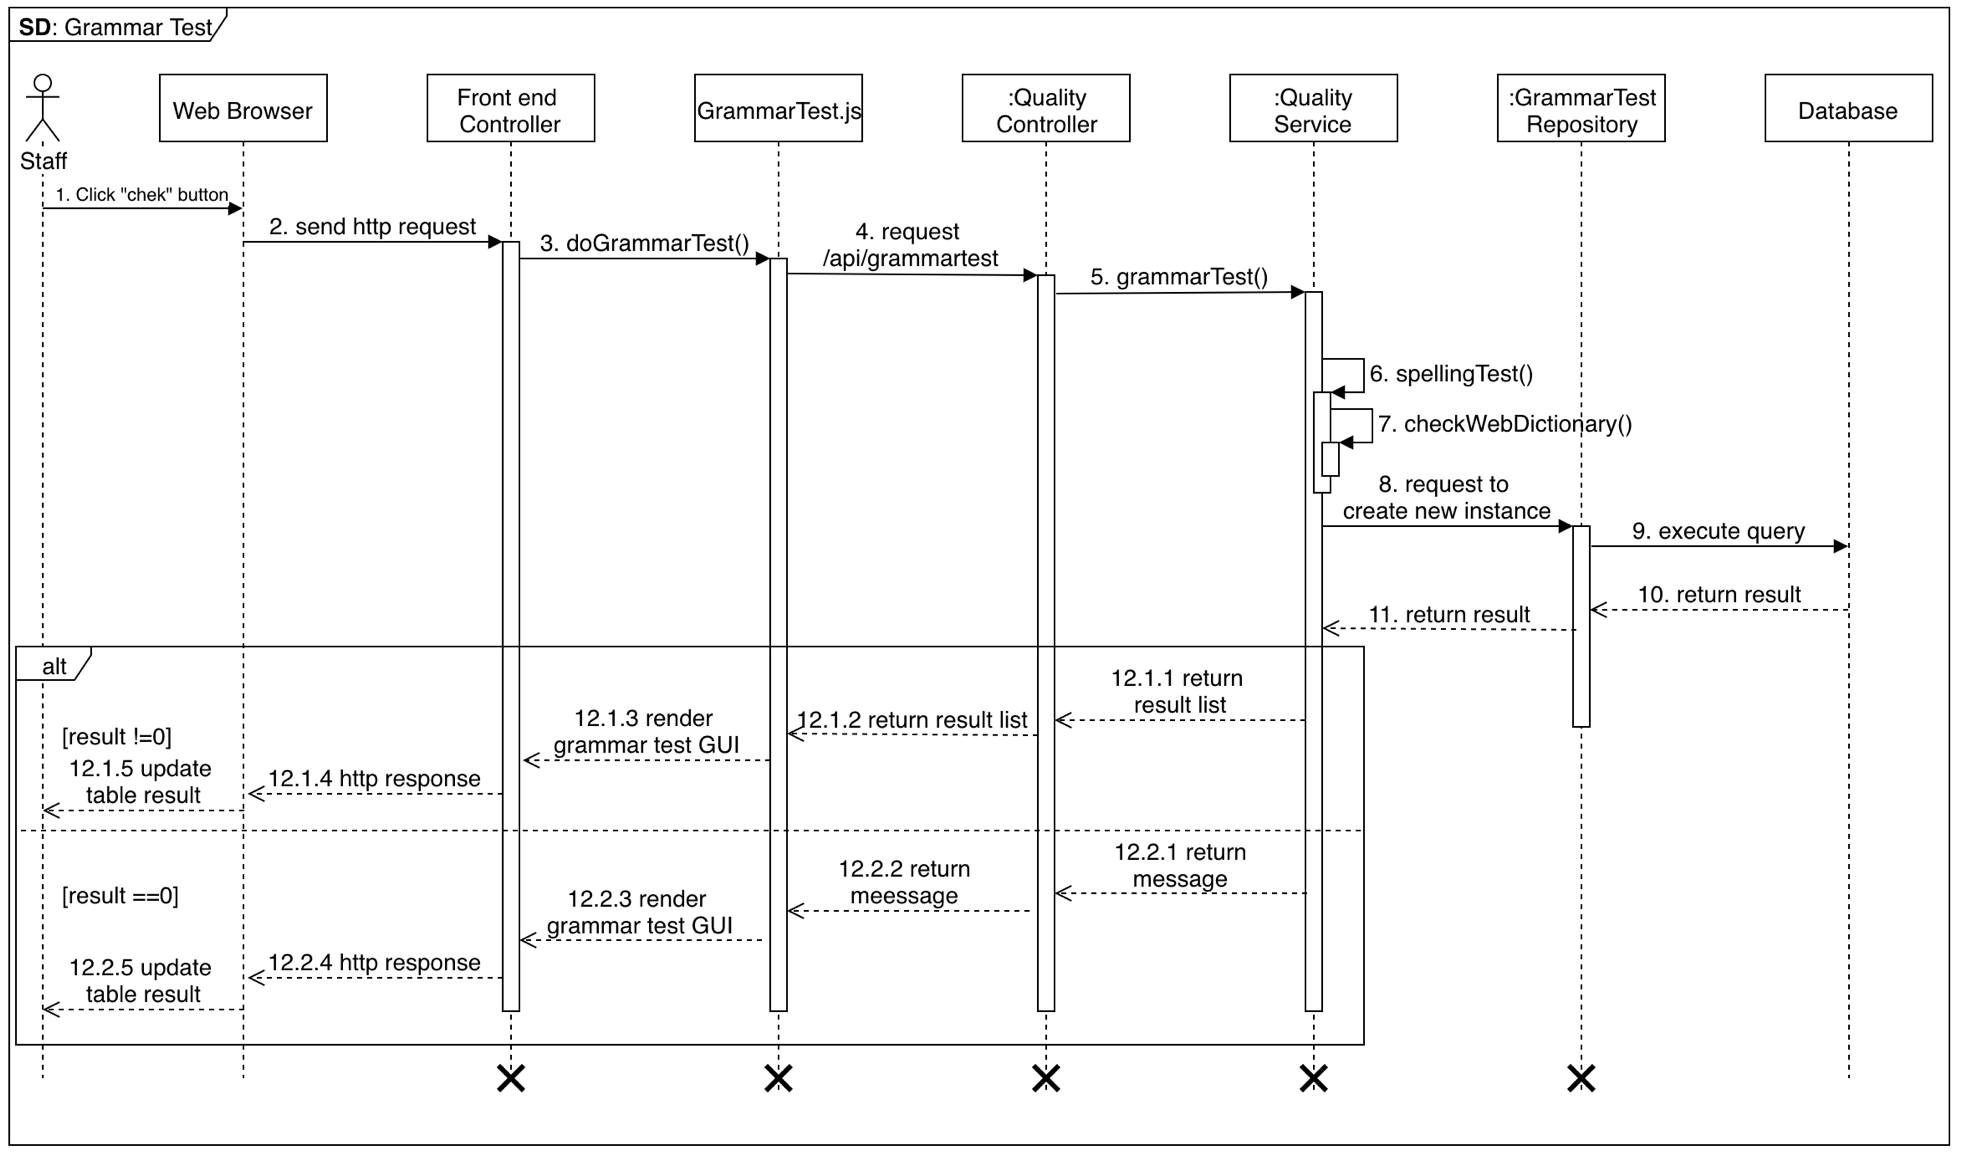 SD: Grammar Test
Staff
Web Browser
Front end
Controller
GrammarTest.js
:Quality
Controller
:Quality
Service
:GrammarTest
Repository
Database
1. Click "chek" button
2. send http request
3. doGrammarTest()
4. request
/api/grammartest
5. grammarTest()
6. spellingTest()
7. checkWebDictionary()
8. request to
create new instance
9. execute query
10. return result
11. return result
alt
[result !=0]
12.1.1 return
result list
12.1.2 return result list
12.1.3 render
grammar test GUI
12.1.4 http response
12.1.5 update
table result
[result ==0]
12.2.1 return
message
12.2.2 return
meessage
12.2.3 render
grammar test GUI
12.2.4 http response
12.2.5 update
table result